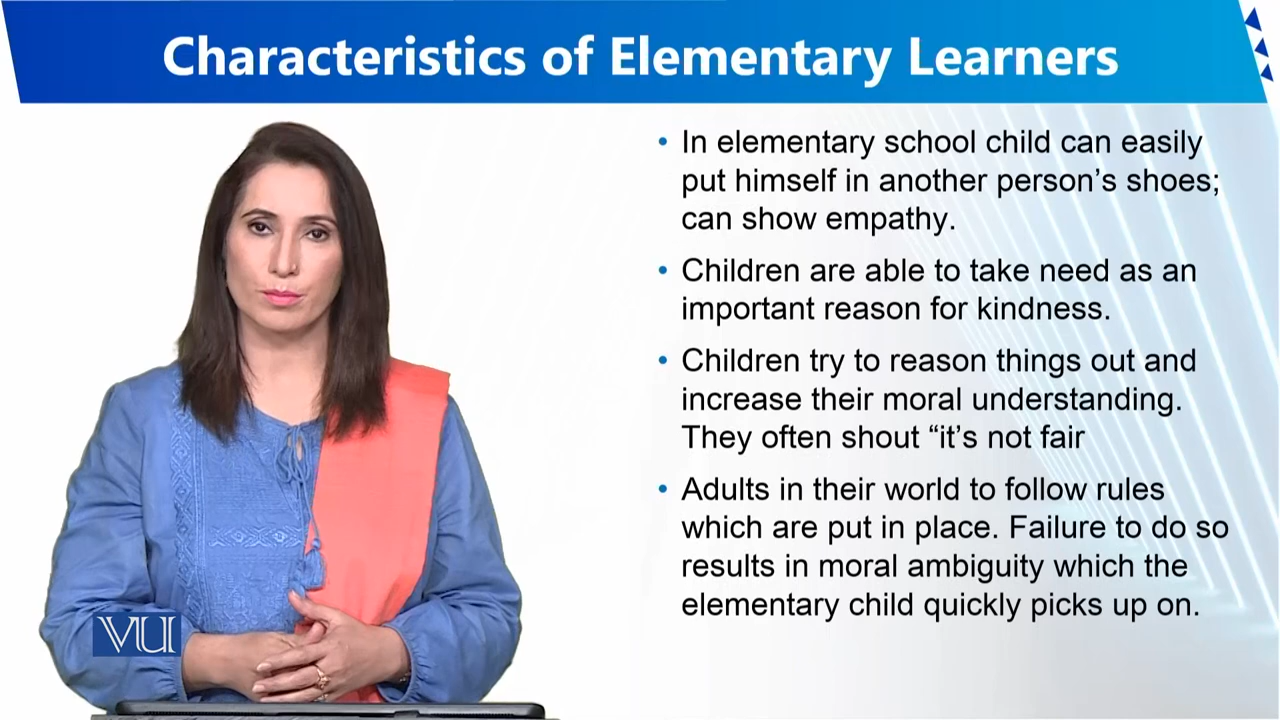 Characteristics of Elementary Learners
• In elementary school child can easily
put himself in another person's shoes;
can show empathy.
• Children are able to take need as an
important reason for kindness.
• Children try to reason things out and
increase their moral understanding.
They often shout “it's not fair
• Adults in their world to follow rules
which are put in place. Failure to do so
results in moral ambiguity which the
elementary child quickly picks up on.
VU